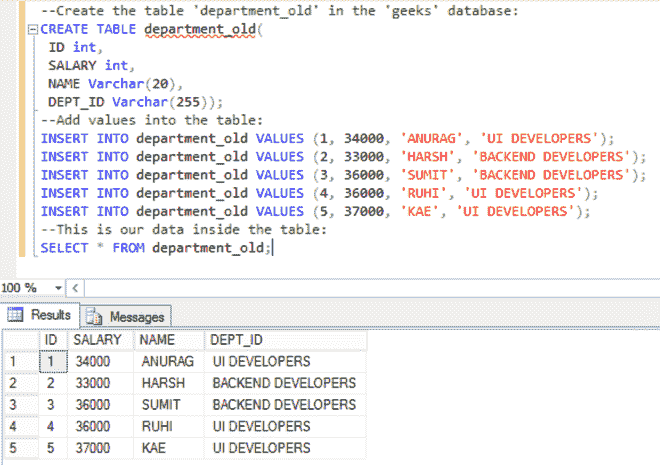 --Create the table 'department_old' in the 'geeks' database:
CREATE TABLE department_old(
ID int,
SALARY int,
NAME Varchar(20),
DEPT_ID Varchar(255));
--Add values into the table:
INSERT INTO department_old VALUES (1, 34000, 'ANURAG', 'UI DEVELOPERS');
INSERT INTO department_old VALUES (2, 33000, 'HARSH', 'BACKEND DEVELOPERS');
INSERT INTO department_old VALUES (3, 36000, 'SUMIT', 'BACKEND DEVELOPERS');
INSERT INTO department_old VALUES (4, 36000, 'RUHI', 'UI DEVELOPERS');
INSERT INTO department_old VALUES (5, 37000, 'KAE', 'UI DEVELOPERS');
--This is our data inside the table:
SELECT * FROM department_old;
100 %
Results Messages
ID SALARY NAME DEPT_ID
1 1 34000 ANURAG UI DEVELOPERS
2 2 33000 HARSH BACKEND DEVELOPERS
3 3 36000 SUMIT BACKEND DEVELOPERS
4 4 36000 RUHI UI DEVELOPERS
5 5 37000 KAE UI DEVELOPERS